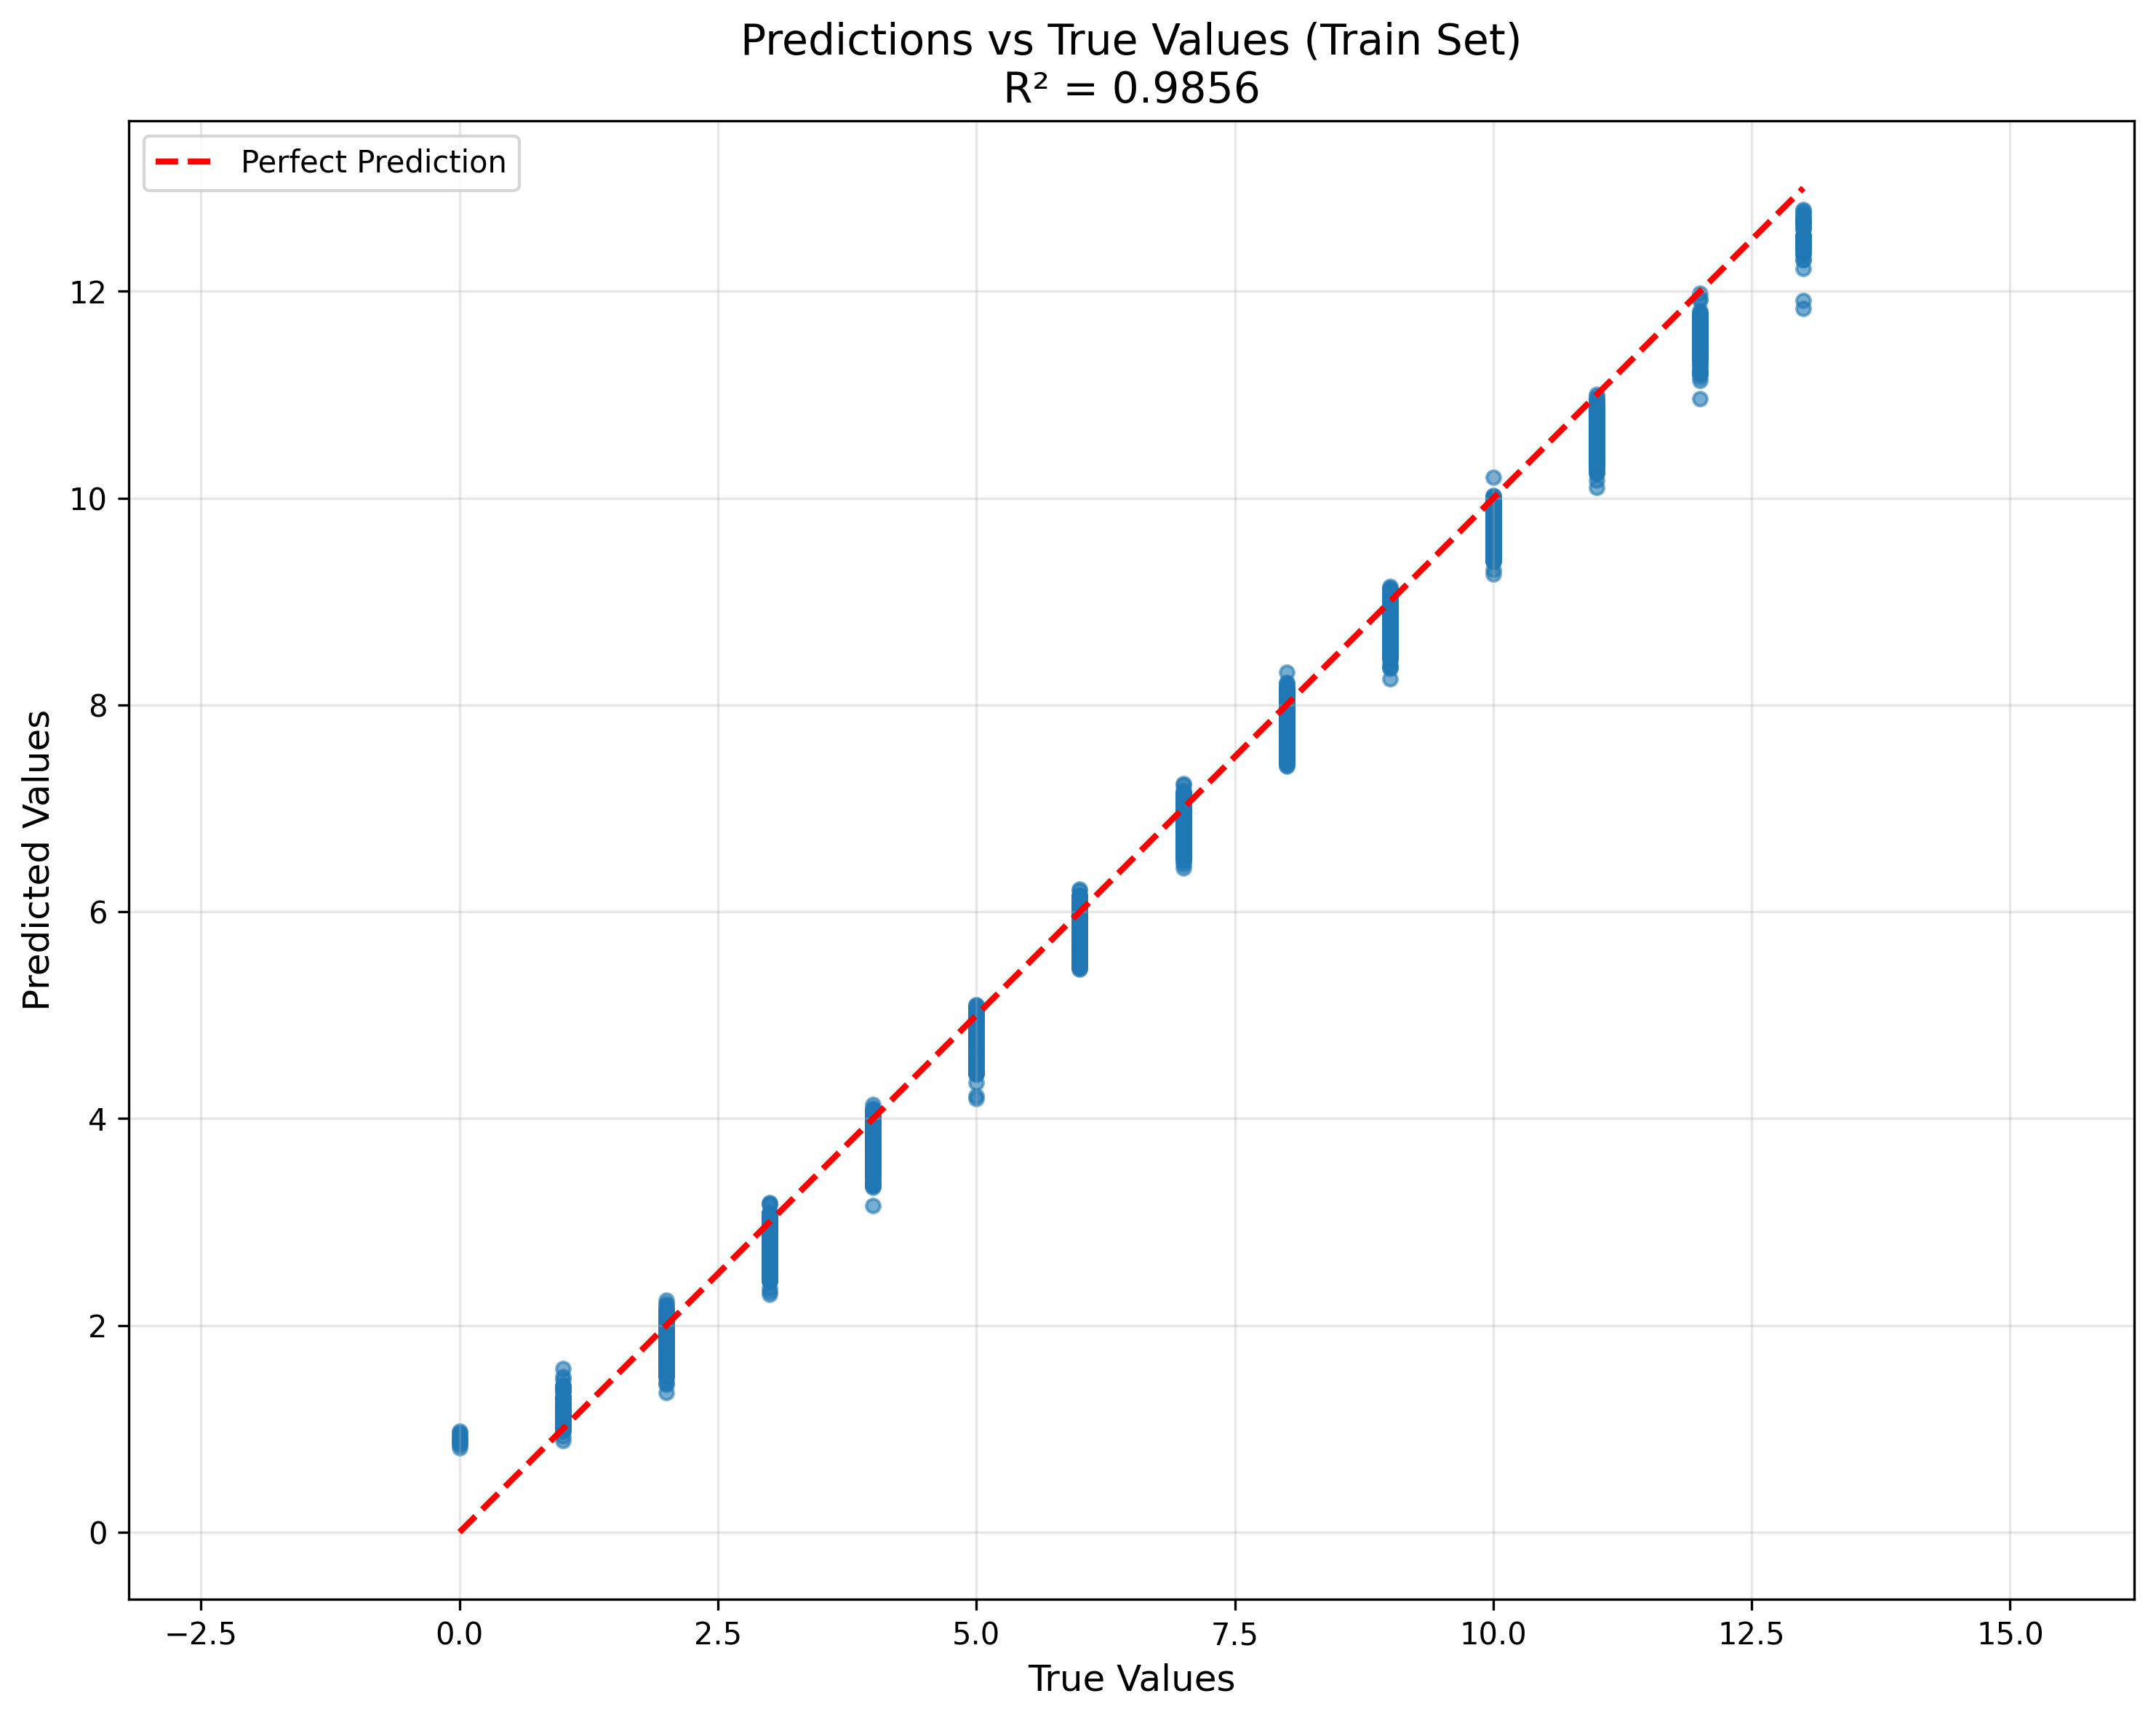 Predictions vs True Values (Train Set)
R² = 0.9856
Perfect Prediction
12
10
8
6
4
2
0
Predicted Values
−2.5 0.0 2.5 5.0 7.5 10.0 12.5 15.0
True Values